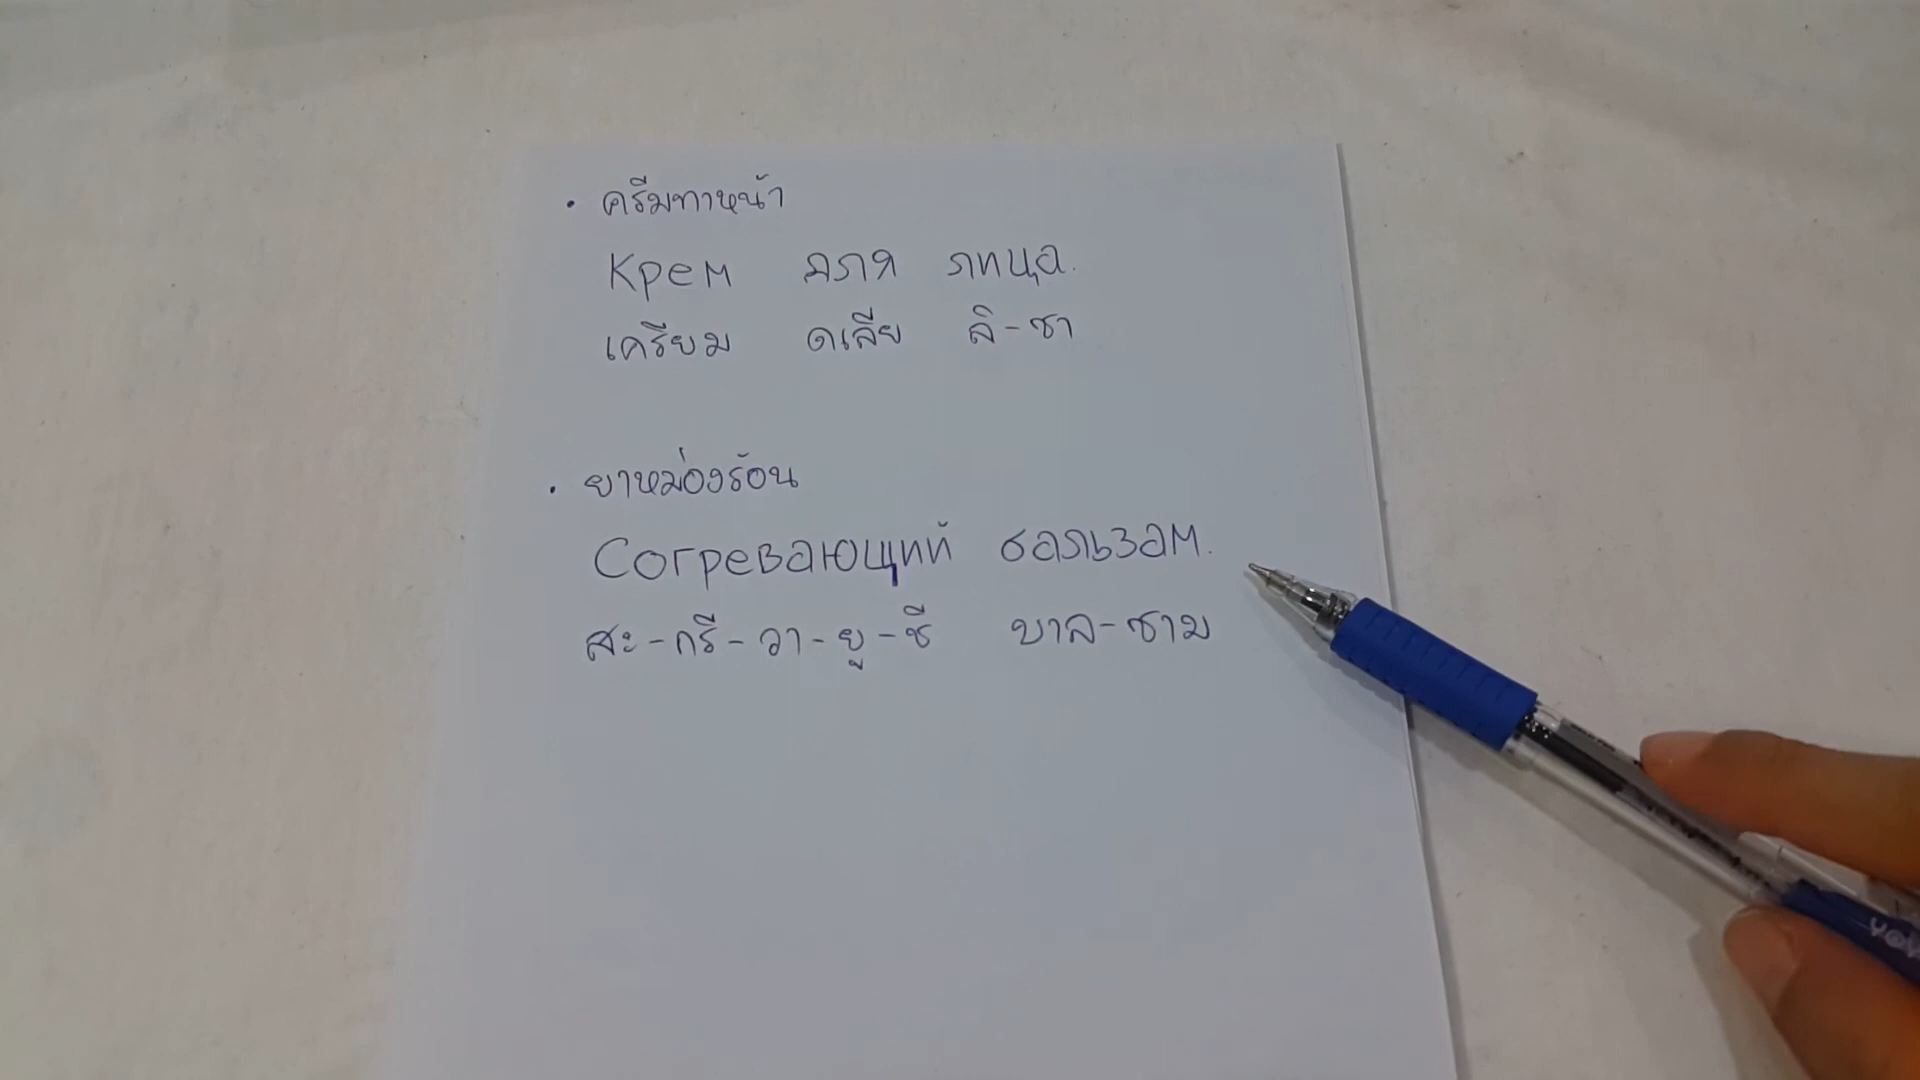 • ครีมทาหน้า
Крем для лица.
เครียม ดเลีย ลิ-ซา
• ยาหม่องร้อน
Согревающий бальзам.
สะ-กรี-วา-ยู-ชี บาล-ซาม